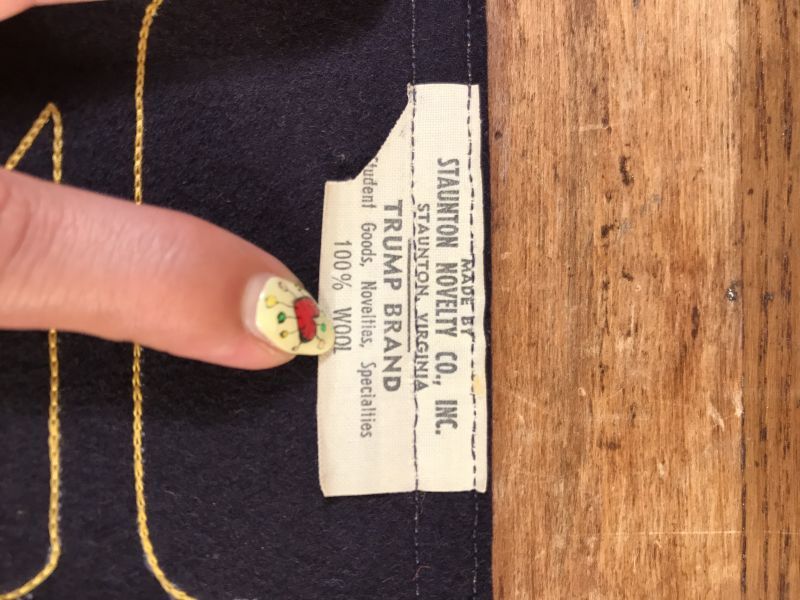 MADE BY
STAUNTON NOVELTY CO., INC.
STAUNTON, VIRGINIA
TRUMP BRAND
Student Goods, Novelties, Specialties
100% WOOL